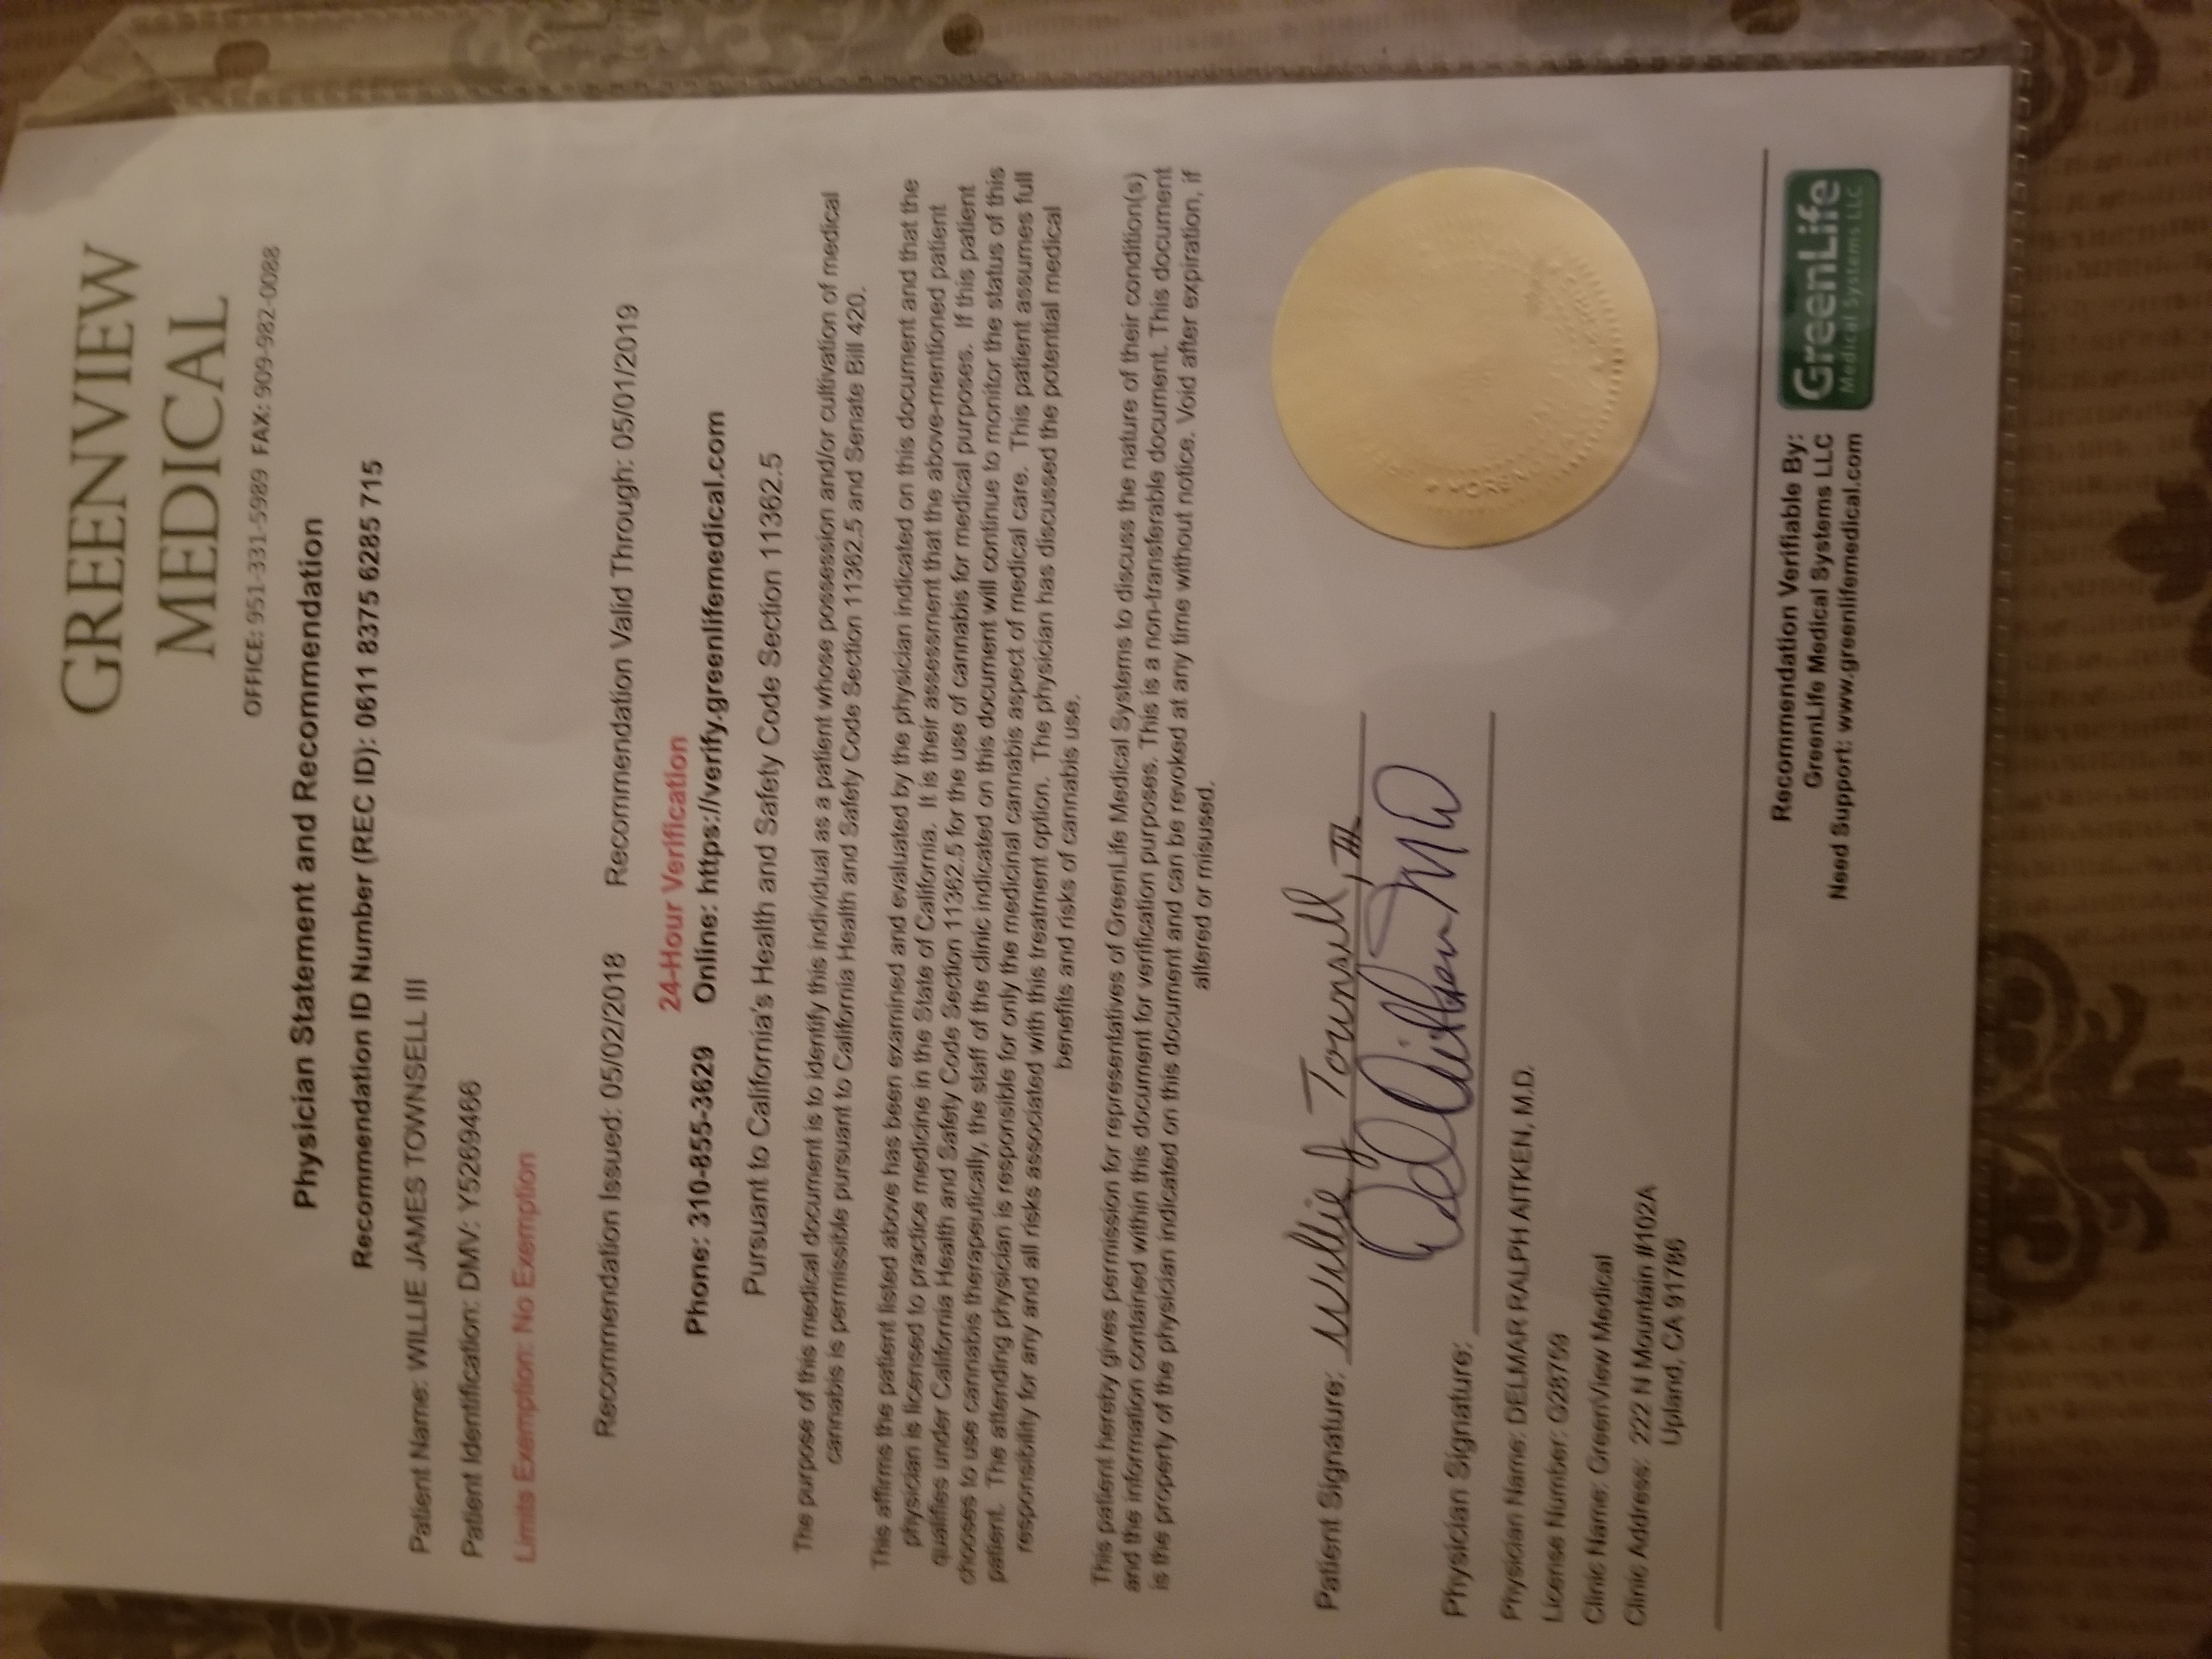 GREENVIEW
MEDICAL
OFFICE: 951-331-5989 FAX: 909-982-0088
Physician Statement and Recommendation
Recommendation ID Number (REC ID): 0611 8375 6285 715
Patient Name: WILLIE JAMES TOWNSELL III
Patient Identification: DMV: Y5269466
Limits Exemption: No Exemption
Recommendation Issued: 05/02/2018 Recommendation Valid Through: 05/01/2019
24-Hour Verification
Phone: 310-855-3629 Online: https://verify.greenlifemedical.com
Pursuant to California's Health and Safety Code Section 11362.5
The purpose of this medical document is to identify this individual as a patient whose possession and/or cultivation of medical
cannabis is permissible pursuant to California Health and Safety Code Section 11362.5 and Senate Bill 420.
This affirms the patient listed above has been examined and evaluated by the physician indicated on this document and that the
physician is licensed to practice medicine in the State of California. It is their assessment that the above-mentioned patient
qualifies under California Health and Safety Code Section 11362.5 for the use of cannabis for medical purposes. If this patient
chooses to use cannabis therapeutically, the staff of the clinic indicated on this document will continue to monitor the status of this
patient. The attending physician is responsible for only the medicinal cannabis aspect of medical care. This patient assumes full
responsibility for any and all risks associated with this treatment option. The physician has discussed the potential medical
benefits and risks of cannabis use.
This patient hereby gives permission for representatives of GreenLife Medical Systems to discuss the nature of their condition(s)
and the information contained within this document for verification purposes. This is a non-transferable document. This document
is the property of the physician indicated on this document and can be revoked at any time without notice. Void after expiration, if
altered or misused.
Patient Signature: Willie J Townsell, III
Physician Signature: Del Aitken MD
Physician Name: DELMAR RALPH AITKEN, M.D.
License Number: G28759
Clinic Name: GreenView Medical
Clinic Address: 222 N Mountain #102A
Upland, CA 91786
Recommendation Verifiable By:
GreenLife Medical Systems LLC
Need Support: www.greenlifemedical.com
GreenLife
Medical Systems LLC